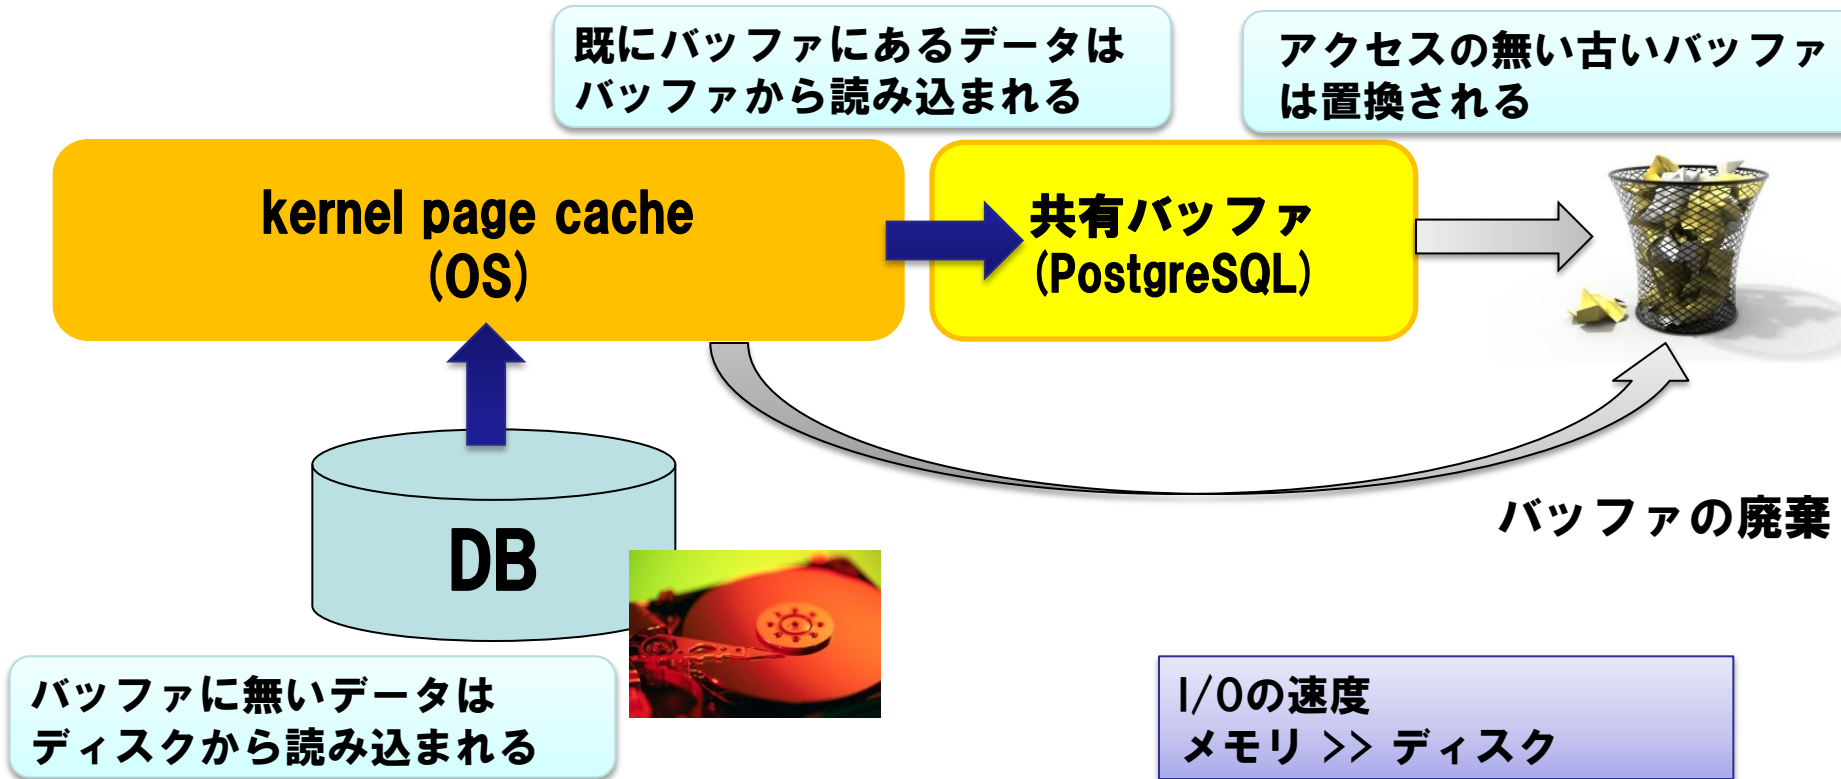 既にバッファにあるデータは
バッファから読み込まれる
アクセスの無い古いバッファ
は置換される
kernel page cache
(OS)
共有バッファ
(PostgreSQL)
DB
バッファの廃棄
バッファに無いデータは
ディスクから読み込まれる
I/Oの速度
メモリ >> ディスク